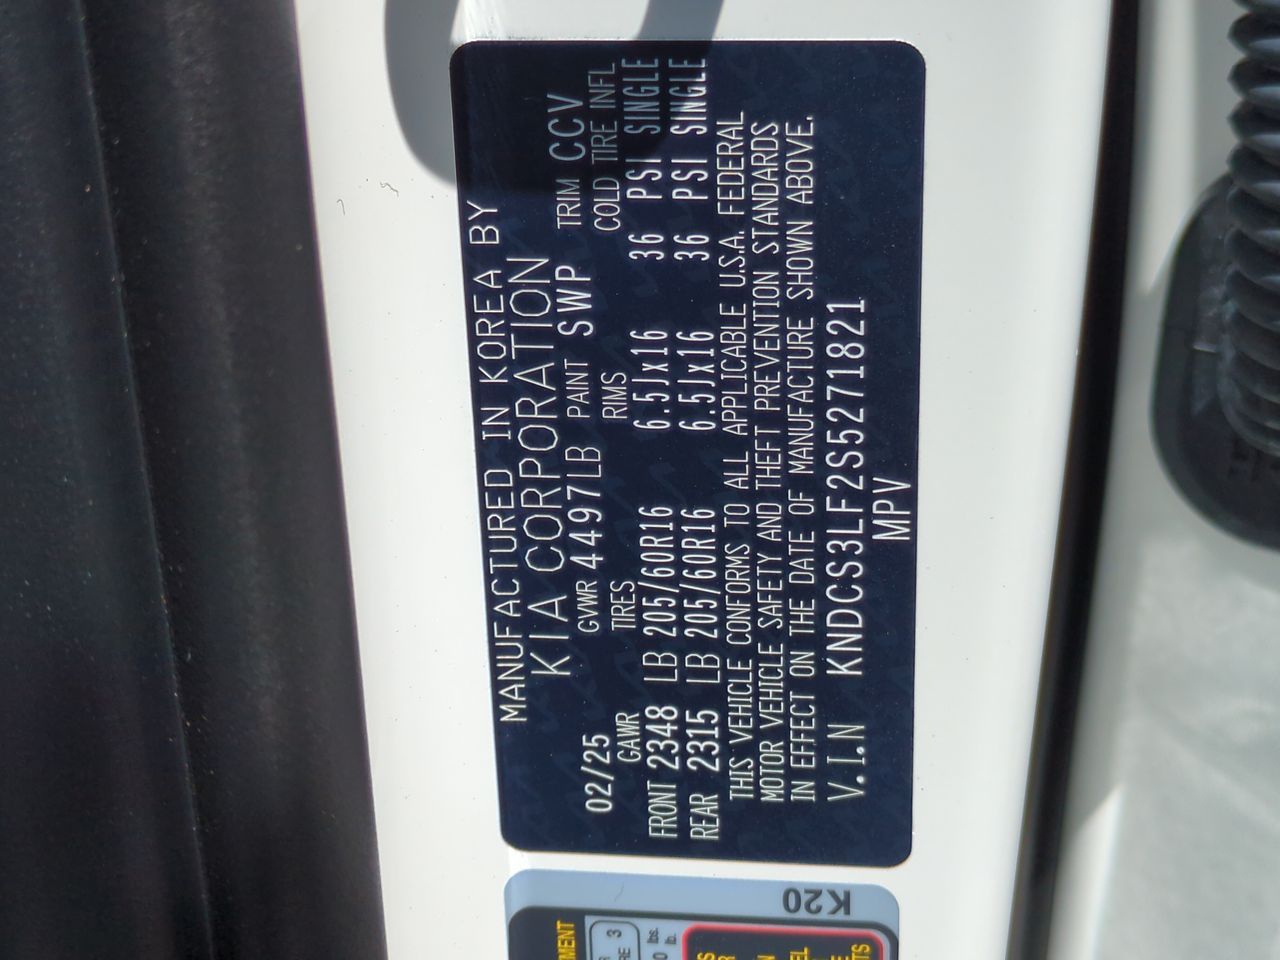 MANUFACTURED IN KOREA BY
KIA CORPORATION
02/25 GVWR 4497LB PAINT SWP TRIM CCV
GAWR TIRES RIMS COLD TIRE INFL
FRONT 2348 LB 205/60R16 6.5Jx16 36 PSI SINGLE
REAR 2315 LB 205/60R16 6.5Jx16 36 PSI SINGLE
THIS VEHICLE CONFORMS TO ALL APPLICABLE U.S.A. FEDERAL
MOTOR VEHICLE SAFETY AND THEFT PREVENTION STANDARDS
IN EFFECT ON THE DATE OF MANUFACTURE SHOWN ABOVE.
V.I.N KNDCS3LF2S5271821
MPV
K20